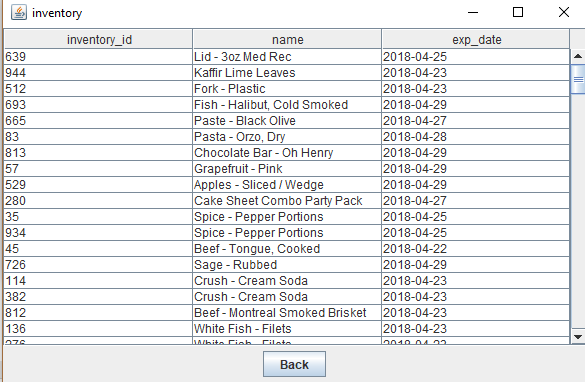 inventory
inventory_id name exp_date
639 Lid - 3oz Med Rec 2018-04-25
944 Kaffir Lime Leaves 2018-04-23
512 Fork - Plastic 2018-04-23
693 Fish - Halibut, Cold Smoked 2018-04-29
665 Paste - Black Olive 2018-04-27
83 Pasta - Orzo, Dry 2018-04-28
813 Chocolate Bar - Oh Henry 2018-04-29
57 Grapefruit - Pink 2018-04-29
529 Apples - Sliced / Wedge 2018-04-29
280 Cake Sheet Combo Party Pack 2018-04-27
35 Spice - Pepper Portions 2018-04-25
934 Spice - Pepper Portions 2018-04-25
45 Beef - Tongue, Cooked 2018-04-22
726 Sage - Rubbed 2018-04-29
114 Crush - Cream Soda 2018-04-23
382 Crush - Cream Soda 2018-04-23
812 Beef - Montreal Smoked Brisket 2018-04-23
136 White Fish - Filets 2018-04-23
276 White Fish - Filets 2018-04-23
Back